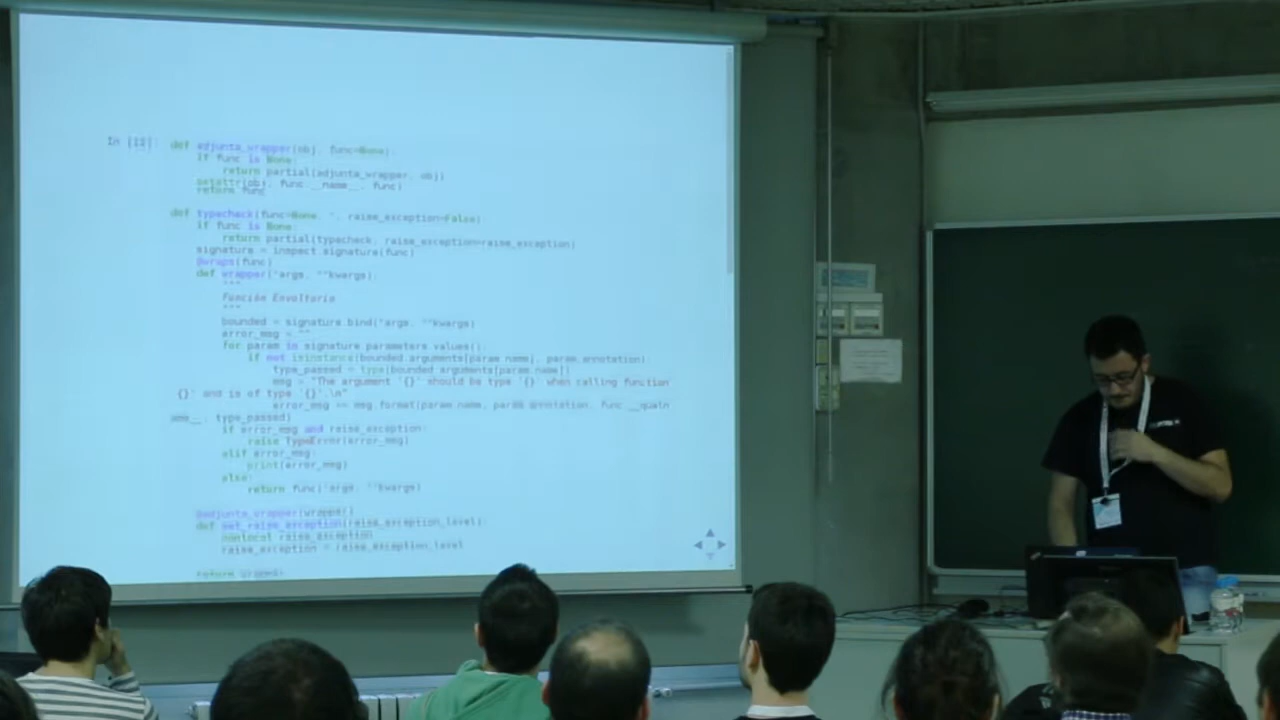 In [19]: def adjunta_wrapper(obj, func=None):
if func is None:
return partial(adjunta_wrapper, obj)
setattr(obj, func.__name__, func)
return func
def typecheck(func=None, *, raise_exception=False):
if func is None:
return partial(typecheck, raise_exception=raise_exception)
signature = inspect.signature(func)
@wraps(func)
def wrapper(*args, **kwargs):
"""
Función Envoltorio
"""
bounded = signature.bind(*args, **kwargs)
error_msg = ""
for param in signature.parameters.values():
if not isinstance(bounded.arguments[param.name], param.annotation):
type_passed = type(bounded.arguments[param.name])
msg = "The argument '{}' should be type '{}' when calling function
'{}' and is of type '{}'.\n"
error_msg += msg.format(param.name, param.annotation, func.__qualn
ame__, type_passed)
if error_msg and raise_exception:
raise TypeError(error_msg)
elif error_msg:
print(error_msg)
else:
return func(*args, **kwargs)
@adjunta_wrapper(wrapper)
def set_raise_exception(raise_exception_level):
nonlocal raise_exception
raise_exception = raise_exception_level
return wrapper